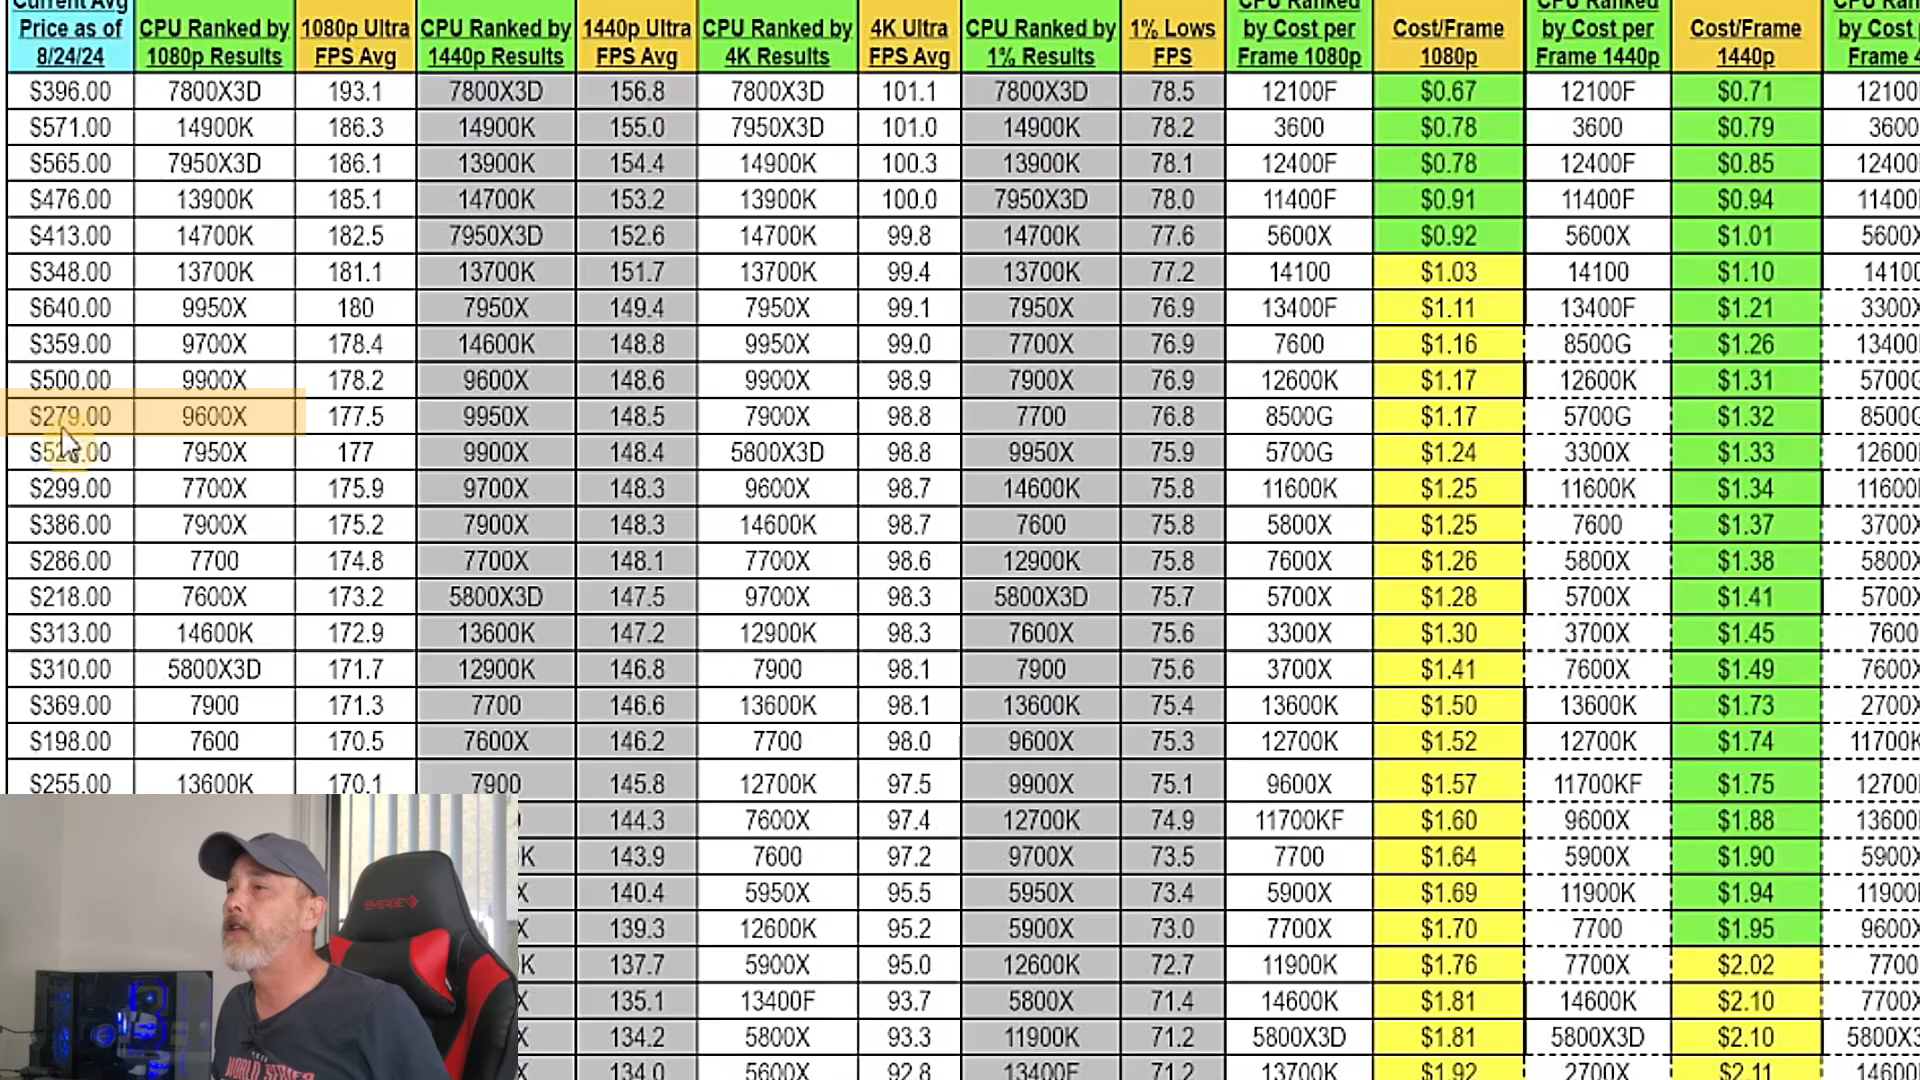 Current Avg Price as of 8/24/24 CPU Ranked by 1080p Results 1080p Ultra FPS Avg CPU Ranked by 1440p Results 1440p Ultra FPS Avg CPU Ranked by 4K Results 4K Ultra FPS Avg CPU Ranked by 1% Results 1% Lows FPS CPU Ranked by Cost per Frame 1080p Cost/Frame 1080p CPU Ranked by Cost per Frame 1440p Cost/Frame 1440p CPU Ranked by Cost Frame 4
$396.00 7800X3D 193.1 7800X3D 156.8 7800X3D 101.1 7800X3D 78.5 12100F $0.67 12100F $0.71 12100
$571.00 14900K 186.3 14900K 155.0 7950X3D 101.0 14900K 78.2 3600 $0.78 3600 $0.79 3600
$565.00 7950X3D 186.1 13900K 154.4 14900K 100.3 13900K 78.1 12400F $0.78 12400F $0.85 12400
$476.00 13900K 185.1 14700K 153.2 13900K 100.0 7950X3D 78.0 11400F $0.91 11400F $0.94 11400
$413.00 14700K 182.5 7950X3D 152.6 14700K 99.8 14700K 77.6 5600X $0.92 5600X $1.01 5600X
$348.00 13700K 181.1 13700K 151.7 13700K 99.4 13700K 77.2 14100 $1.03 14100 $1.10 14100
$640.00 9950X 180 7950X 149.4 7950X 99.1 7950X 76.9 13400F $1.11 13400F $1.21 3300X
$359.00 9700X 178.4 14600K 148.8 9950X 99.0 7700X 76.9 7600 $1.16 8500G $1.26 13400
$500.00 9900X 178.2 9600X 148.6 9900X 98.9 7900X 76.9 12600K $1.17 12600K $1.31 5700G
$279.00 9600X 177.5 9950X 148.5 7900X 98.8 7700 76.8 8500G $1.17 5700G $1.32 8500G
7950X 177 9900X 148.4 5800X3D 98.8 9950X 75.9 5700G $1.24 3300X $1.33 12600
$299.00 7700X 175.9 9700X 148.3 9600X 98.7 14600K 75.8 11600K $1.25 11600K $1.34 11600
$386.00 7900X 175.2 7900X 148.3 14600K 98.7 7600 75.8 5800X $1.25 7600 $1.37 3700X
$286.00 7700 174.8 7700X 148.1 7700X 98.6 12900K 75.8 7600X $1.26 5800X $1.38 5800X
$218.00 7600X 173.2 5800X3D 147.5 9700X 98.3 5800X3D 75.7 5700X $1.28 5700X $1.41 5700X
$313.00 14600K 172.9 13600K 147.2 12900K 98.3 7600X 75.6 3300X $1.30 3700X $1.45 7600
$310.00 5800X3D 171.7 12900K 146.8 7900 98.1 7900 75.6 3700X $1.41 7600X $1.49 7600X
$369.00 7900 171.3 7700 146.6 13600K 98.1 13600K 75.4 13600K $1.50 13600K $1.73 2700X
$198.00 7600 170.5 7600X 146.2 7700 98.0 9600X 75.3 12700K $1.52 12700K $1.74 11700K
$255.00 13600K 170.1 7900 145.8 12700K 97.5 9900X 75.1 9600X $1.57 11700KF $1.75 12700
144.3 7600X 97.4 12700K 74.9 11700KF $1.60 9600X $1.88 13600
K 143.9 7600 97.2 9700X 73.5 7700 $1.64 5900X $1.90 5900X
X 140.4 5950X 95.5 5950X 73.4 5900X $1.69 11900K $1.94 11900
X 139.3 12600K 95.2 5900X 73.0 7700X $1.70 7700 $1.95 9600X
K 137.7 5900X 95.0 12600K 72.7 11900K $1.76 7700X $2.02 7700
X 135.1 13400F 93.7 5800X 71.4 14600K $1.81 14600K $2.10 7700X
X 134.2 5800X 93.3 11900K 71.2 5800X3D $1.81 5800X3D $2.10 5800X3
X 134.0 5600X 92.8 13400F 71.2 13700K $1.92 2700X $2.11 14600
EMERGE
WORLD SERIES